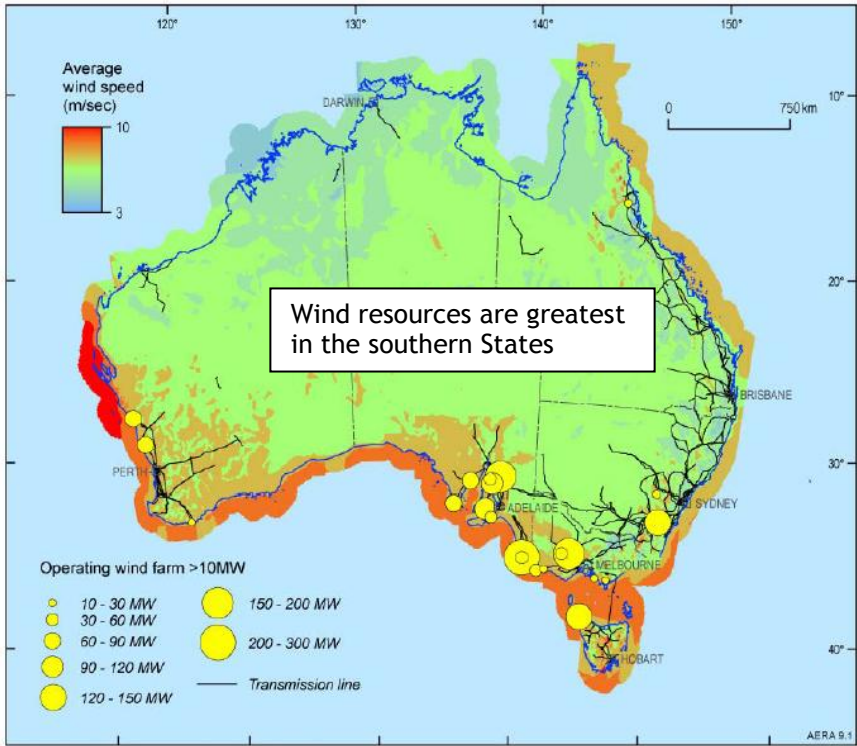 120°
130°
140°
150°
Average
wind speed
(m/sec)
10
3
DARWIN
0
750 km
10°
20°
30°
40°
Wind resources are greatest
in the southern States
BRISBANE
PERTH
ADELAIDE
SYDNEY
MELBOURNE
HOBART
Operating wind farm >10MW
10 - 30 MW
30 - 60 MW
60 - 90 MW
90 - 120 MW
120 - 150 MW
150 - 200 MW
200 - 300 MW
Transmission line
AERA 9.1